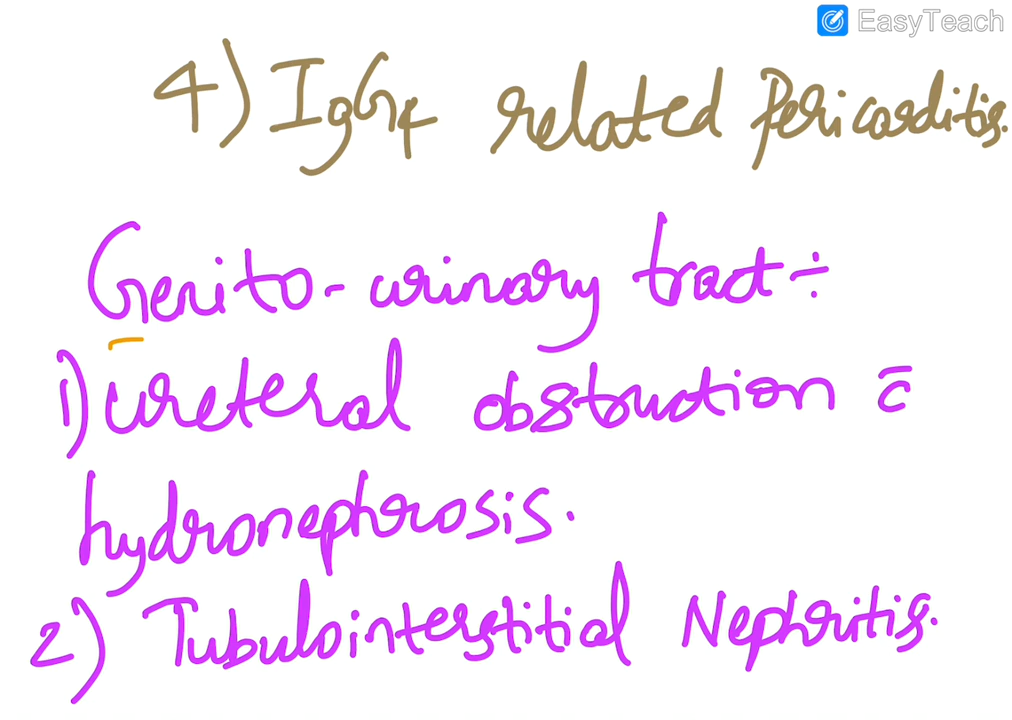 EasyTeach
4) IgG4 related Pericarditis.
Genito-urinary tract ÷
1) ureteral obstruction c̄
hydronephrosis.
2) Tubulointerstitial Nephritis.